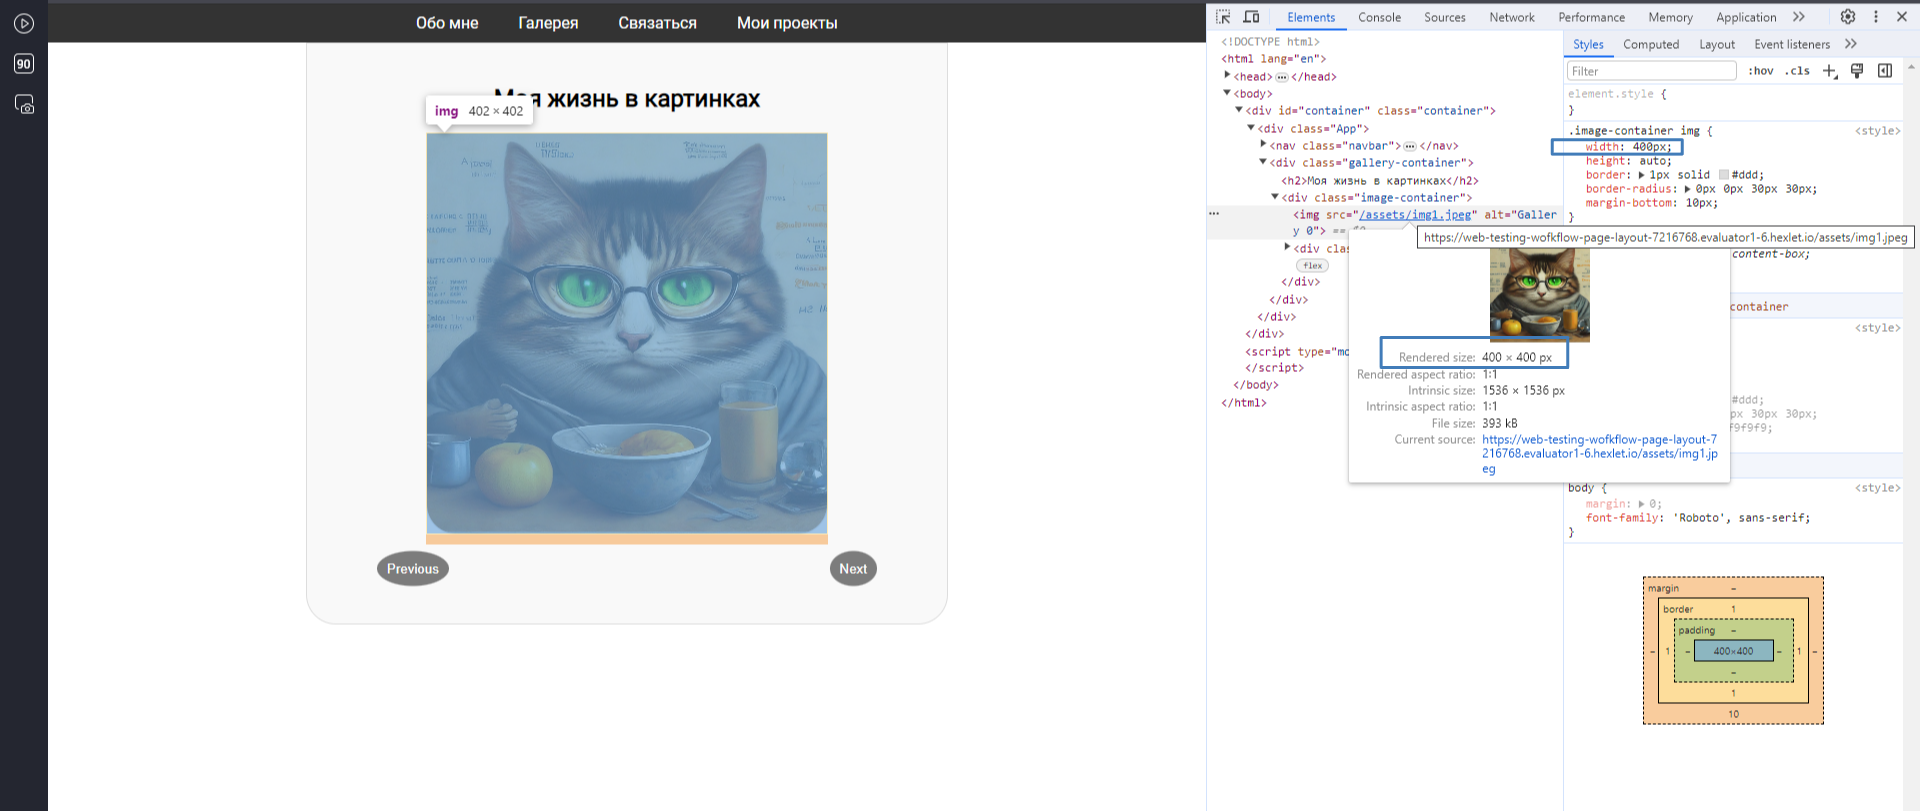 90
Обо мне Галерея Связаться Мои проекты
Моя жизнь в картинках
img 402 × 402
Previous
Next
Elements Console Sources Network Performance Memory Application
<!DOCTYPE html>
<html lang="en">
<head> </head>
<body>
<div id="container" class="container">
<div class="App">
<nav class="navbar"> </nav>
<div class="gallery-container">
<h2>Моя жизнь в картинках</h2>
<div class="image-container">
<img src="/assets/img1.jpeg" alt="Galler
y 0"> == $0
<div clas
flex
</div>
</div>
</div>
</div>
<script type="mo
</script>
</body>
</html>
https://web-testing-wofkflow-page-layout-7216768.evaluator1-6.hexlet.io/assets/img1.jpeg
Rendered size: 400 × 400 px
Rendered aspect ratio: 1:1
Intrinsic size: 1536 × 1536 px
Intrinsic aspect ratio: 1:1
File size: 393 kB
Current source: https://web-testing-wofkflow-page-layout-7
216768.evaluator1-6.hexlet.io/assets/img1.jp
eg
Styles Computed Layout Event listeners
Filter :hov .cls
element.style {
}
.image-container img { <style>
width: 400px;
height: auto;
border: 1px solid #ddd;
border-radius: 0px 0px 30px 30px;
margin-bottom: 10px;
}
content-box;
container
<style>
#ddd;
px 30px 30px;
f9f9f9;
body { <style>
margin: 0;
font-family: 'Roboto', sans-serif;
}
margin –
border 1
padding –
– 1 – 400×400 – 1 –
–
1
10